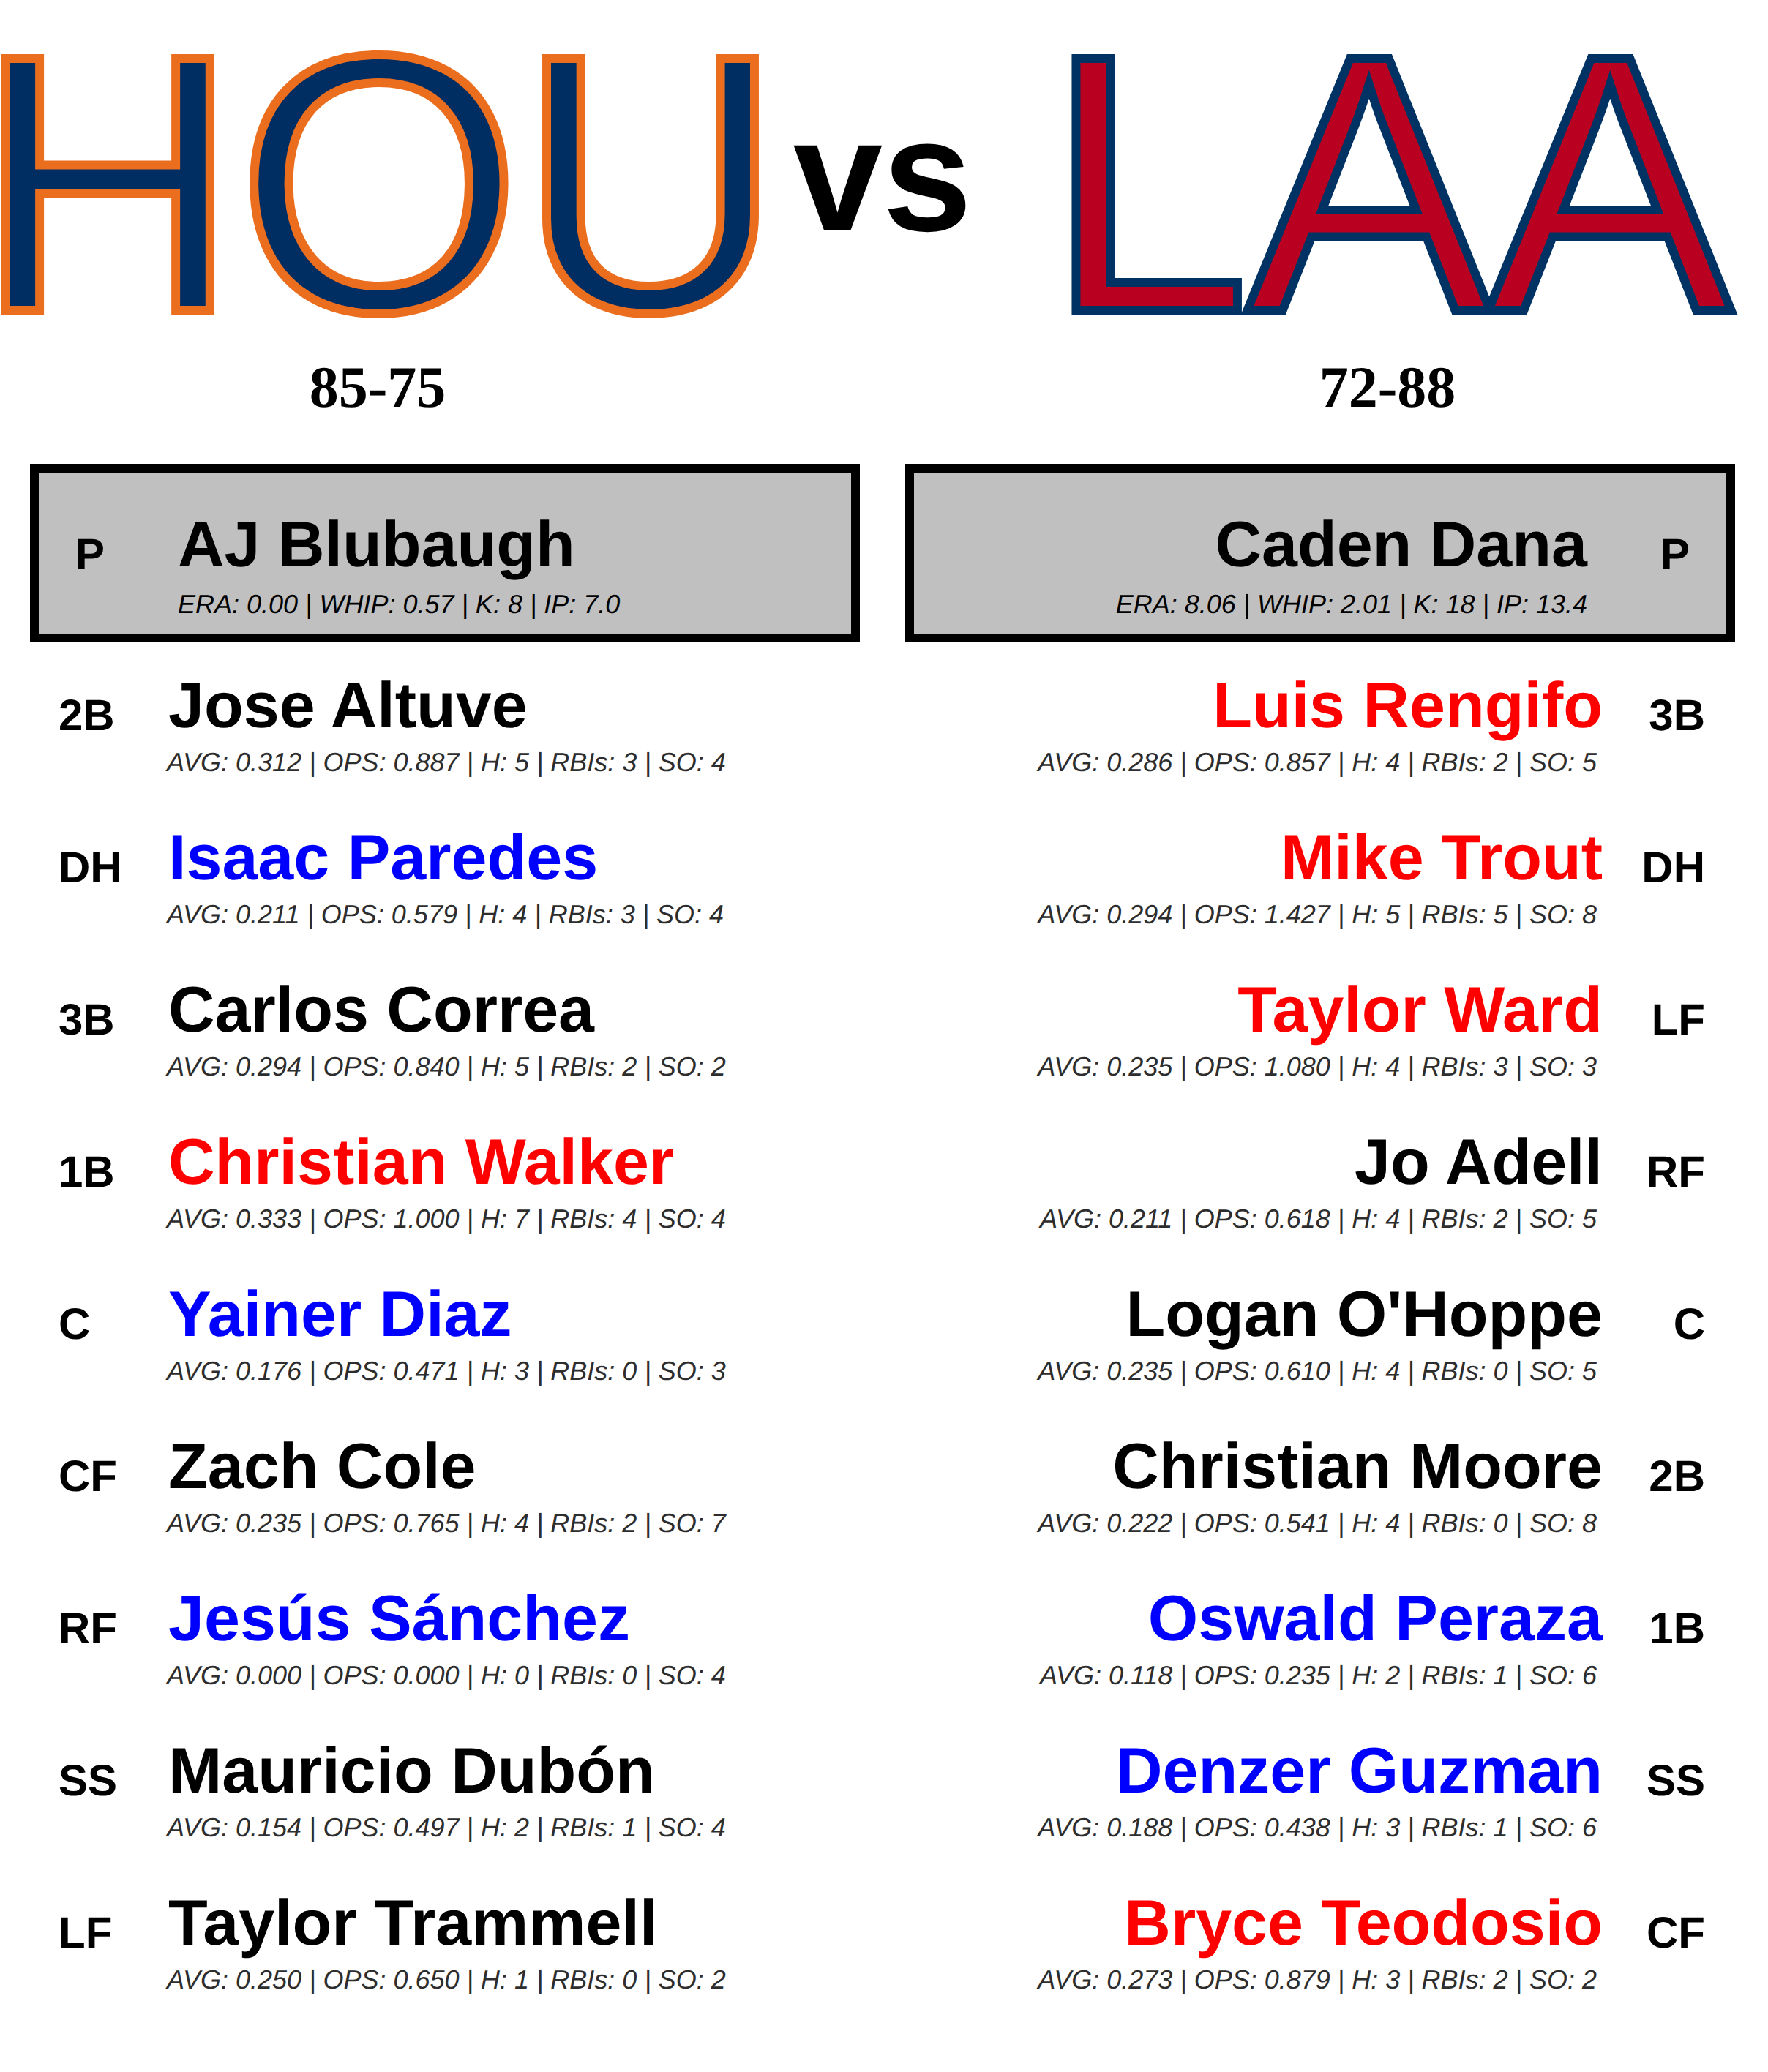 HOU vs LAA
85-75
72-88
P AJ Blubaugh
ERA: 0.00 | WHIP: 0.57 | K: 8 | IP: 7.0
Caden Dana P
ERA: 8.06 | WHIP: 2.01 | K: 18 | IP: 13.4
2B Jose Altuve
AVG: 0.312 | OPS: 0.887 | H: 5 | RBIs: 3 | SO: 4
DH Isaac Paredes
AVG: 0.211 | OPS: 0.579 | H: 4 | RBIs: 3 | SO: 4
3B Carlos Correa
AVG: 0.294 | OPS: 0.840 | H: 5 | RBIs: 2 | SO: 2
1B Christian Walker
AVG: 0.333 | OPS: 1.000 | H: 7 | RBIs: 4 | SO: 4
C Yainer Diaz
AVG: 0.176 | OPS: 0.471 | H: 3 | RBIs: 0 | SO: 3
CF Zach Cole
AVG: 0.235 | OPS: 0.765 | H: 4 | RBIs: 2 | SO: 7
RF Jesús Sánchez
AVG: 0.000 | OPS: 0.000 | H: 0 | RBIs: 0 | SO: 4
SS Mauricio Dubón
AVG: 0.154 | OPS: 0.497 | H: 2 | RBIs: 1 | SO: 4
LF Taylor Trammell
AVG: 0.250 | OPS: 0.650 | H: 1 | RBIs: 0 | SO: 2
Luis Rengifo 3B
AVG: 0.286 | OPS: 0.857 | H: 4 | RBIs: 2 | SO: 5
Mike Trout DH
AVG: 0.294 | OPS: 1.427 | H: 5 | RBIs: 5 | SO: 8
Taylor Ward LF
AVG: 0.235 | OPS: 1.080 | H: 4 | RBIs: 3 | SO: 3
Jo Adell RF
AVG: 0.211 | OPS: 0.618 | H: 4 | RBIs: 2 | SO: 5
Logan O'Hoppe C
AVG: 0.235 | OPS: 0.610 | H: 4 | RBIs: 0 | SO: 5
Christian Moore 2B
AVG: 0.222 | OPS: 0.541 | H: 4 | RBIs: 0 | SO: 8
Oswald Peraza 1B
AVG: 0.118 | OPS: 0.235 | H: 2 | RBIs: 1 | SO: 6
Denzer Guzman SS
AVG: 0.188 | OPS: 0.438 | H: 3 | RBIs: 1 | SO: 6
Bryce Teodosio CF
AVG: 0.273 | OPS: 0.879 | H: 3 | RBIs: 2 | SO: 2